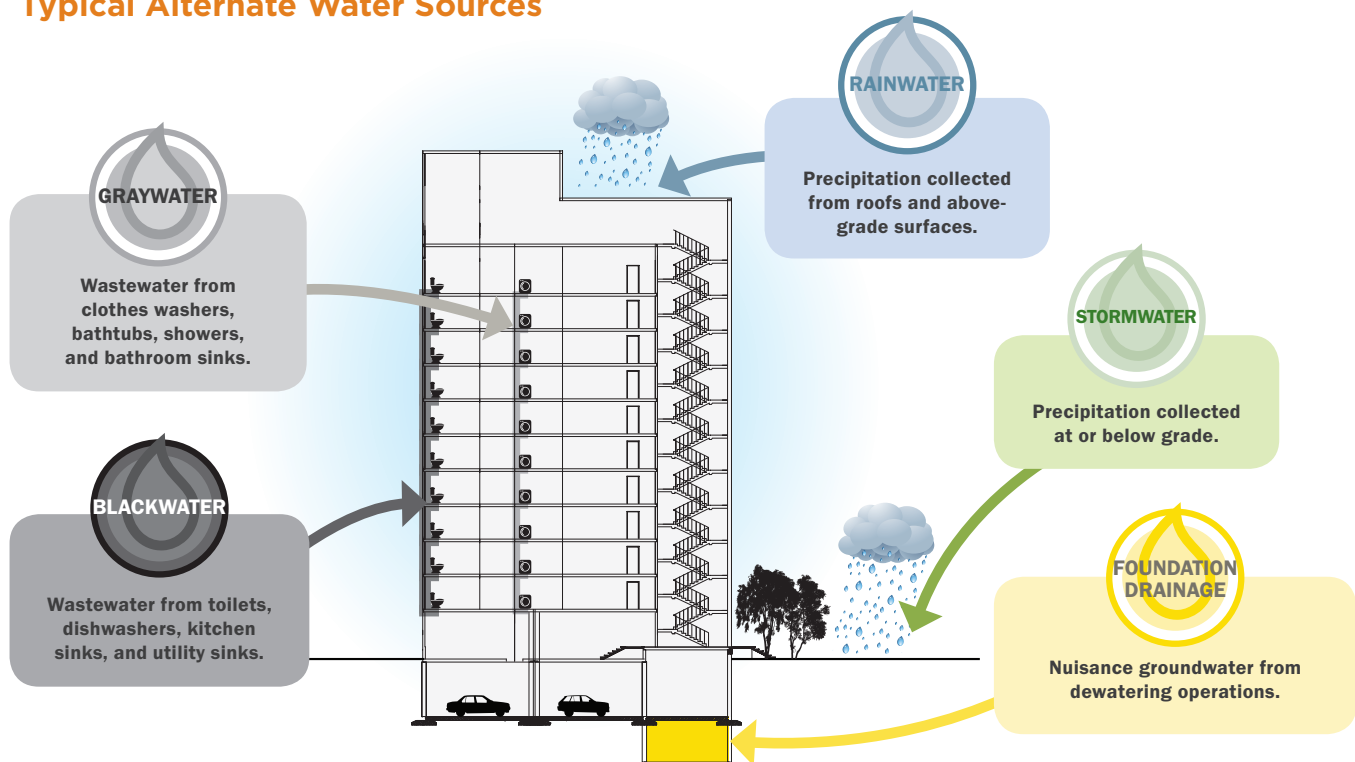 Typical Alternate Water Sources
RAINWATER
Precipitation collected
from roofs and above-
grade surfaces.
GRAYWATER
Wastewater from
clothes washers,
bathtubs, showers,
and bathroom sinks.
STORMWATER
Precipitation collected
at or below grade.
BLACKWATER
Wastewater from toilets,
dishwashers, kitchen
sinks, and utility sinks.
FOUNDATION
DRAINAGE
Nuisance groundwater from
dewatering operations.